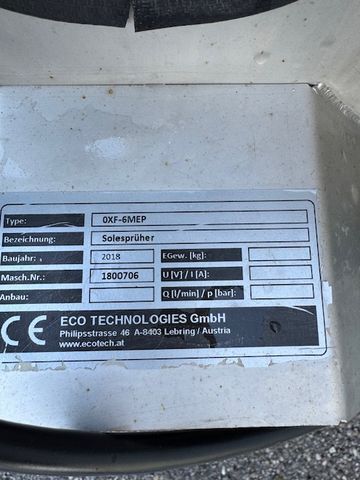 Type: 0XF-6MEP
Bezeichnung: Solesprüher
Baujahr: 2018 EGew. [kg]:
Masch.Nr.: 1800706 U [V] / I [A]:
Anbau: Q [l/min] / p [bar]:
CE ECO TECHNOLOGIES GmbH
Philipsstrasse 46 A-8403 Lebring / Austria
www.ecotech.at